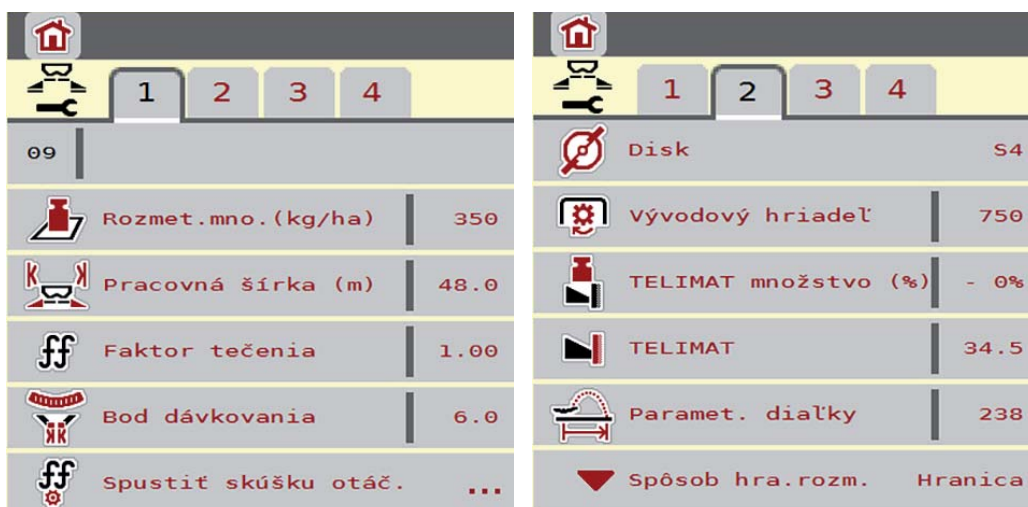 1 2 3 4
09
Rozmet.mno.(kg/ha) 350
Pracovná šírka (m) 48.0
Faktor tečenia 1.00
Bod dávkovania 6.0
Spustiť skúšku otáč. ...
1 2 3 4
Disk S4
Vývodový hriadeľ 750
TELIMAT množstvo (%) - 0%
TELIMAT 34.5
Paramet. diaľky 238
Spôsob hra.rozm. Hranica